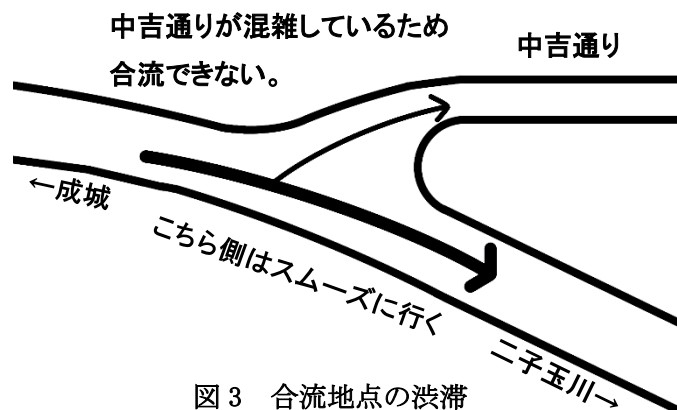 中吉通りが混雑しているため
合流できない。
中吉通り
←成城
こちら側はスムーズに行く
二子玉川→
図3 合流地点の渋滞